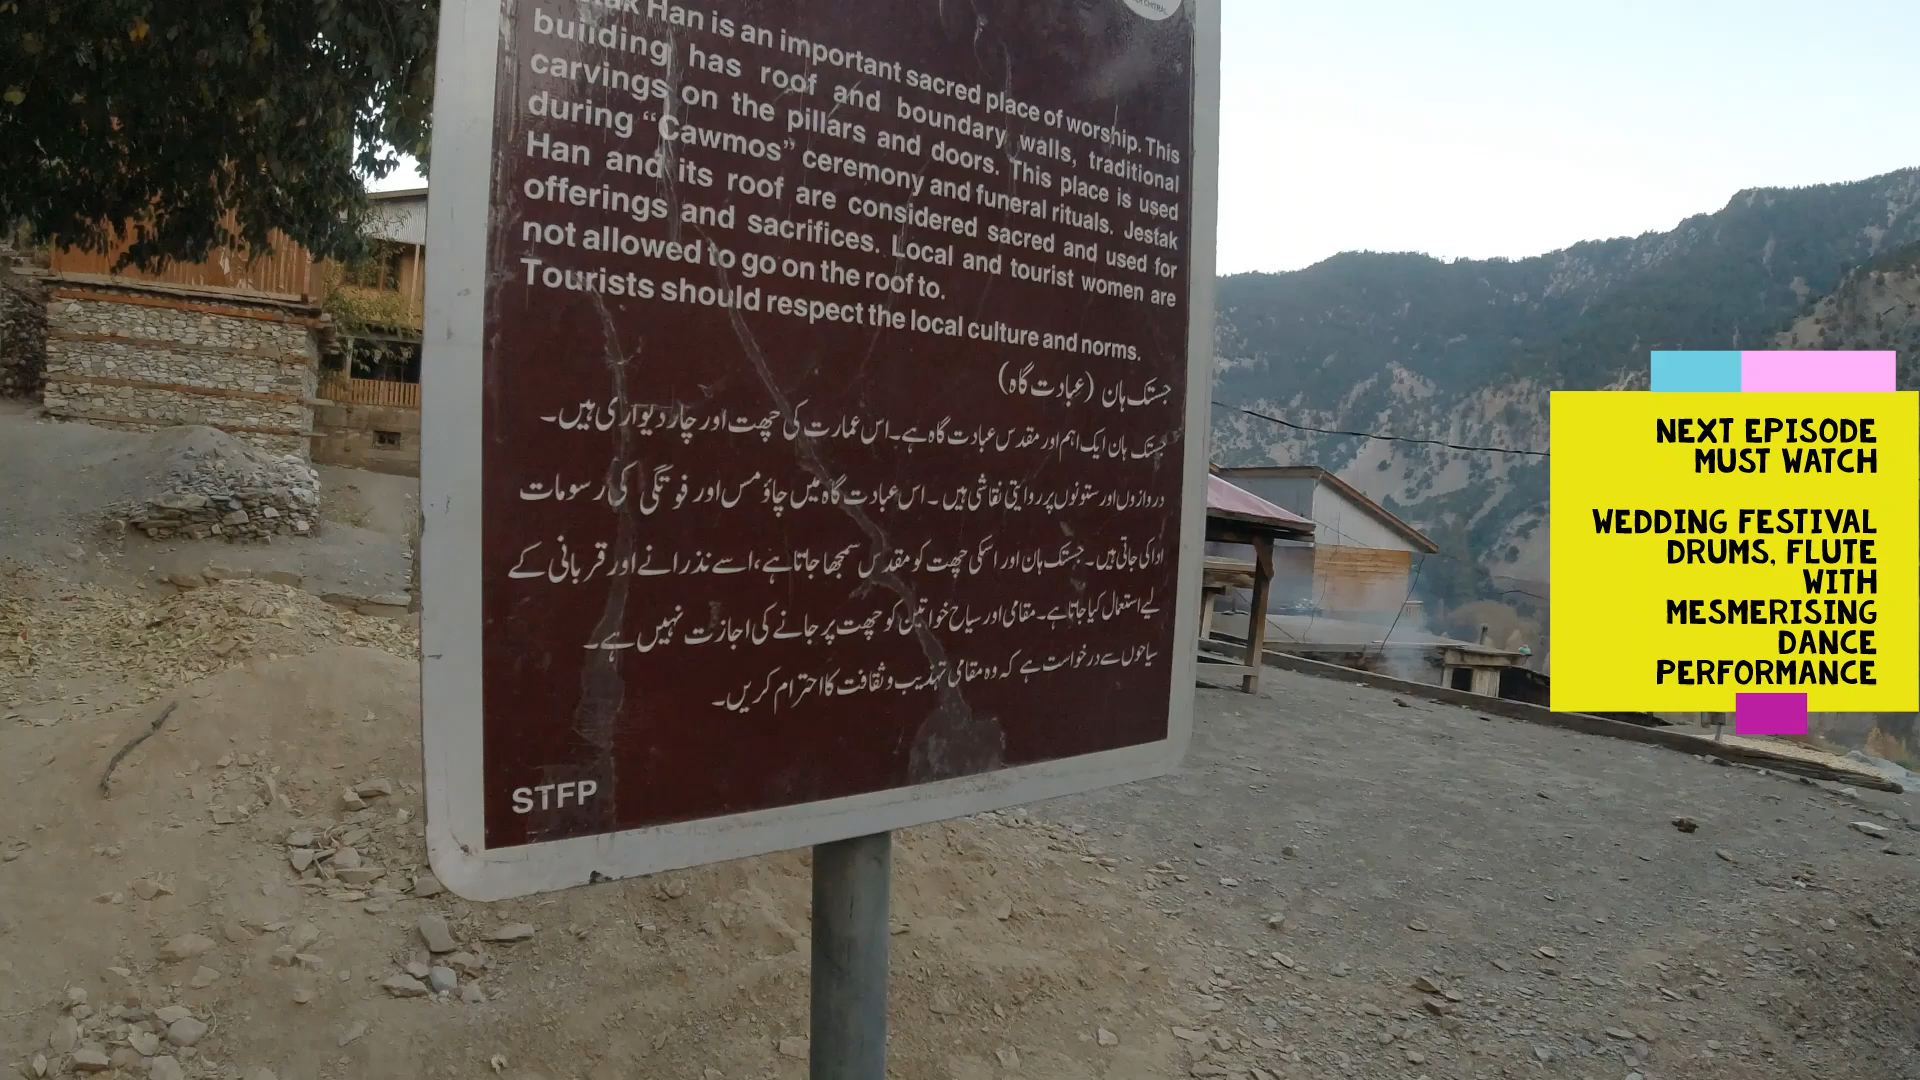 Han is an important sacred place of worship. This
building has roof and boundary walls, traditional
carvings on the pillars and doors. This place is used
during “Cawmos” ceremony and funeral rituals. Jestak
Han and its roof are considered sacred and used for
offerings and sacrifices. Local and tourist women are
not allowed to go on the roof to.
Tourists should respect the local culture and norms.
جستک ہان (عبادت گاہ)
جستک ہان ایک اہم اور مقدس عبادت گاہ ہے۔ اس عمارت کی چھت اور چار دیواری ہیں۔
دروازوں اور ستونوں پر روایتی نقاشی ہیں ۔ اس عبادت گاہ میں چاؤمس اور فوتگی کی رسومات
ادا کی جاتی ہیں۔ جستک ہان اور اسکی چھت کو مقدس سمجھا جاتا ہے، اسے نذرانے اور قربانی کے
لیے استعمال کیا جاتا ہے۔ مقامی اور سیاح خواتین کو چھت پر جانے کی اجازت نہیں ہے۔
سیاحوں سے درخواست ہے کہ وہ مقامی تہذیب و ثقافت کا احترام کریں۔
STFP
NEXT EPISODE
MUST WATCH
WEDDING FESTIVAL
DRUMS, FLUTE
WITH
MESMERISING
DANCE
PERFORMANCE